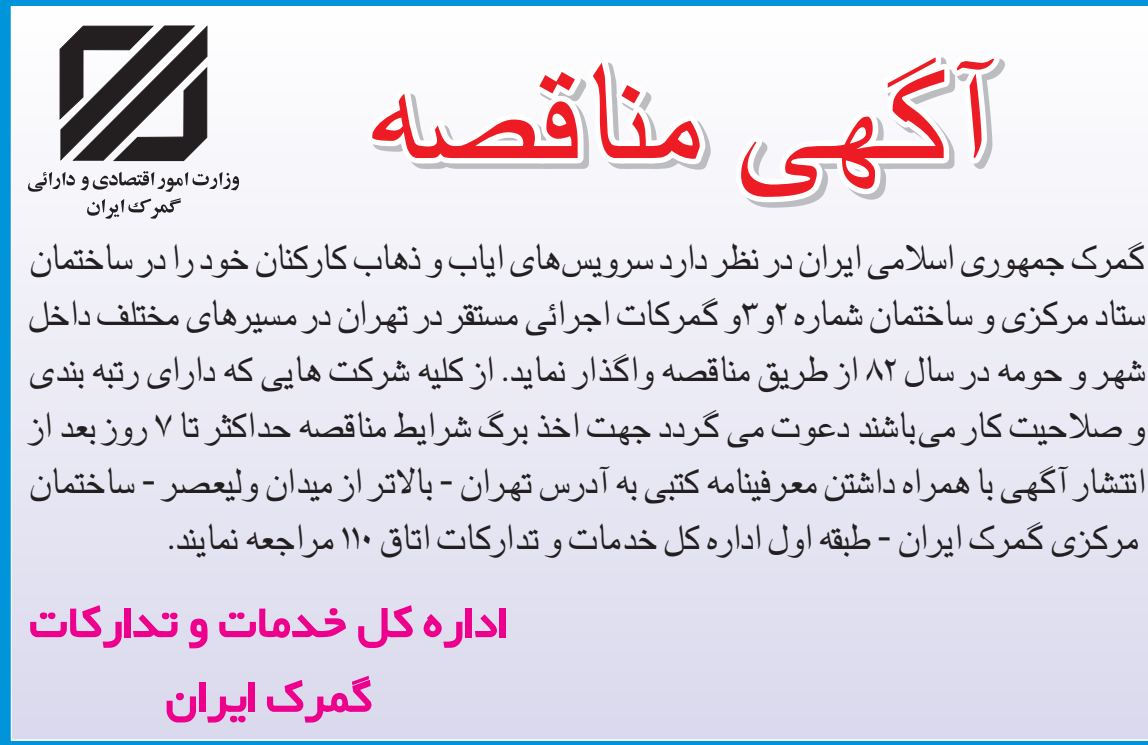 آگهی مناقصه
وزارت امور اقتصادی و دارائی
گمرک ایران
گمرک جمهوری اسلامی ایران در نظر دارد سرویس‌های ایاب و ذهاب کارکنان خود را در ساختمان
ستاد مرکزی و ساختمان شماره ۲و۳و گمرکات اجرائی مستقر در تهران در مسیرهای مختلف داخل
شهر و حومه در سال ۸۲ از طریق مناقصه واگذار نماید. از کلیه شرکت هایی که دارای رتبه بندی
و صلاحیت کار می‌باشند دعوت می گردد جهت اخذ برگ شرایط مناقصه حداکثر تا ۷ روز بعد از
انتشار آگهی با همراه داشتن معرفینامه کتبی به آدرس تهران - بالاتر از میدان ولیعصر - ساختمان
مرکزی گمرک ایران - طبقه اول اداره کل خدمات و تدارکات اتاق ۱۱۰ مراجعه نمایند.
اداره کل خدمات و تدارکات
گمرک ایران